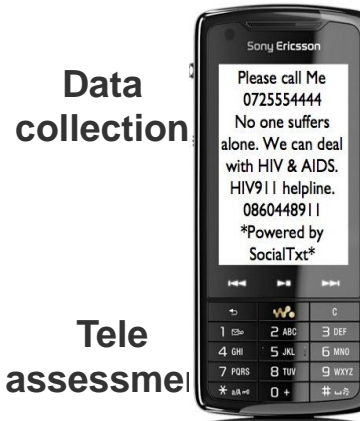 Data
collection
Tele
assessme
Sony Ericsson
Please call Me
0725554444
No one suffers
alone. We can deal
with HIV & AIDS.
HIV911 helpline.
0860448911
*Powered by
SocialTxt*
C
1 2 ABC 3 DEF
4 GHI 5 JKL 6 MNO
7 PQRS 8 TUV 9 WXYZ
* a/A 0 + #